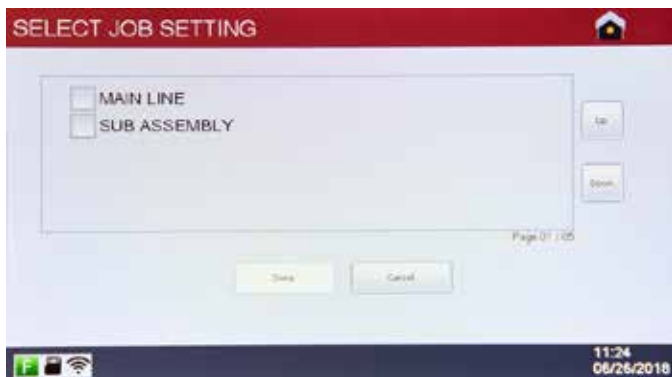 SELECT JOB SETTING
MAIN LINE
SUB ASSEMBLY
Up
Down
Page 01 / 05
Done
Cancel
F
11:24
06/26/2018